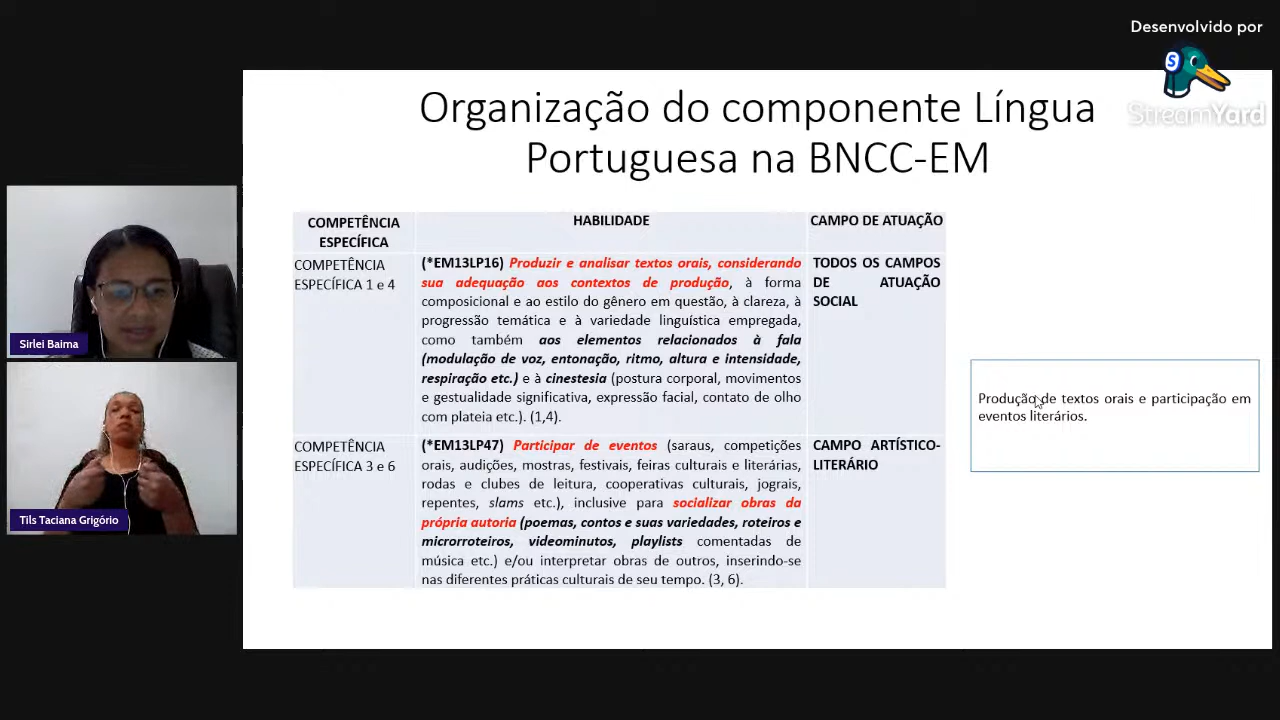 Desenvolvido por
StreamYard
Organização do componente Língua
Portuguesa na BNCC-EM
COMPETÊNCIA
ESPECÍFICA
HABILIDADE
CAMPO DE ATUAÇÃO
COMPETÊNCIA
ESPECÍFICA 1 e 4
(*EM13LP16) Produzir e analisar textos orais, considerando
sua adequação aos contextos de produção, à forma
composicional e ao estilo do gênero em questão, à clareza, à
progressão temática e à variedade linguística empregada,
como também aos elementos relacionados à fala
(modulação de voz, entonação, ritmo, altura e intensidade,
respiração etc.) e à cinestesia (postura corporal, movimentos
e gestualidade significativa, expressão facial, contato de olho
com plateia etc.). (1,4).
TODOS OS CAMPOS
DE ATUAÇÃO
SOCIAL
COMPETÊNCIA
ESPECÍFICA 3 e 6
(*EM13LP47) Participar de eventos (saraus, competições
orais, audições, mostras, festivais, feiras culturais e literárias,
rodas e clubes de leitura, cooperativas culturais, jograis,
repentes, slams etc.), inclusive para socializar obras da
própria autoria (poemas, contos e suas variedades, roteiros e
microrroteiros, videominutos, playlists comentadas de
música etc.) e/ou interpretar obras de outros, inserindo-se
nas diferentes práticas culturais de seu tempo. (3, 6).
CAMPO ARTÍSTICO-
LITERÁRIO
Produção de textos orais e participação em
eventos literários.
Sirlei Baima
Tils Taciana Grigório